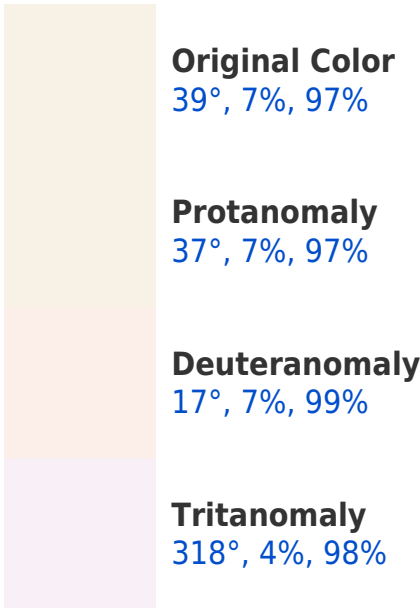 Original Color
39°, 7%, 97%
Protanomaly
37°, 7%, 97%
Deuteranomaly
17°, 7%, 99%
Tritanomaly
318°, 4%, 98%